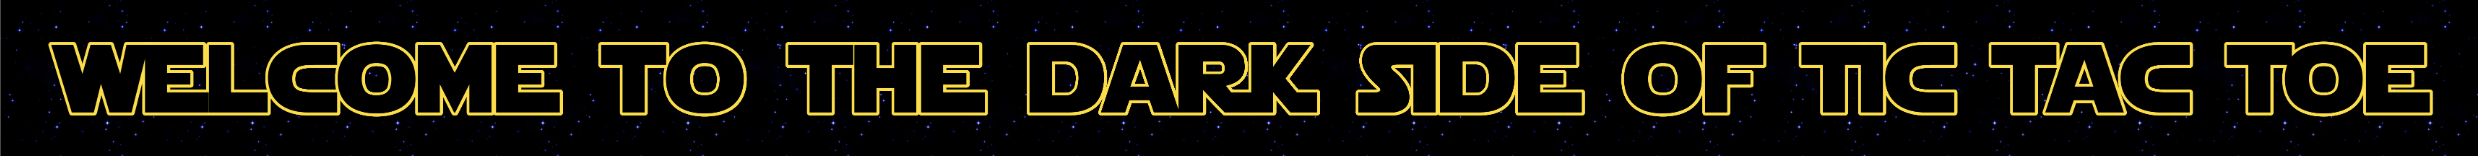 WELCOME TO THE DARK SIDE OF TIC TAC TOE